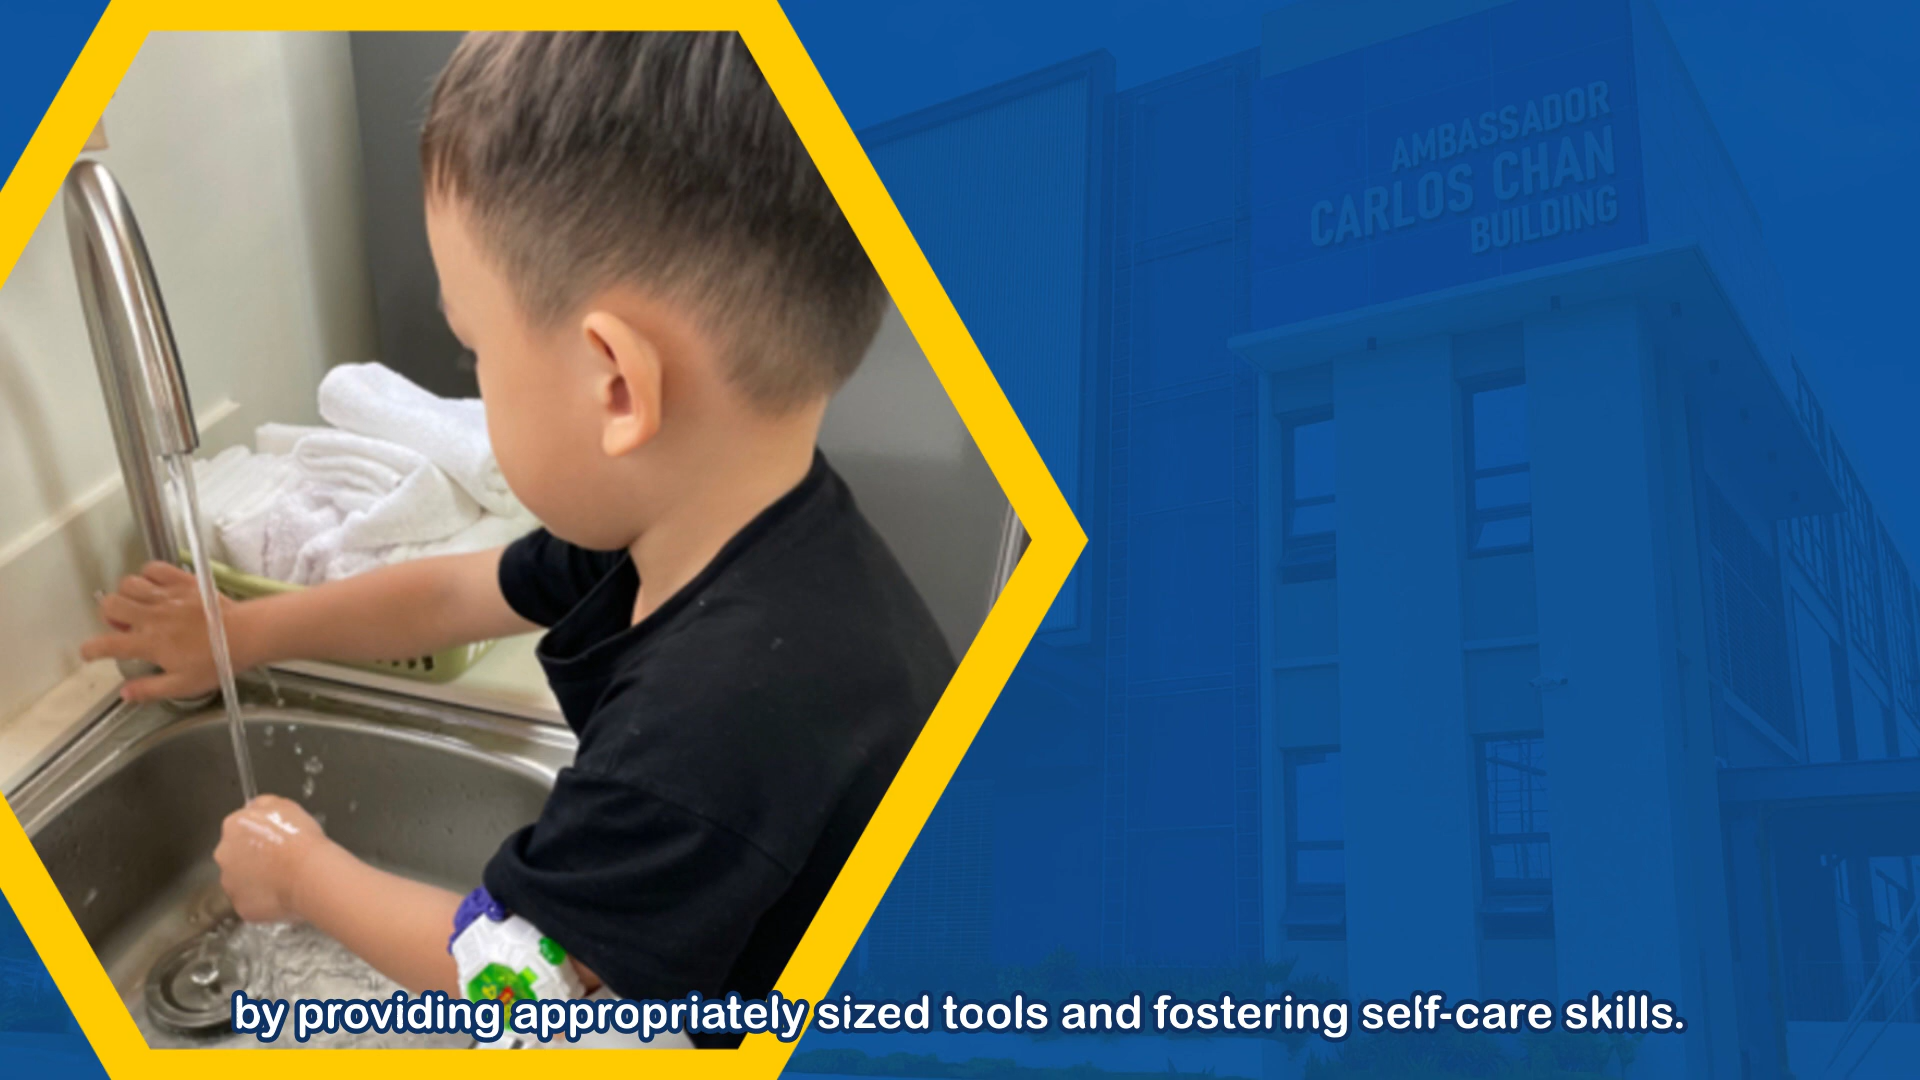 AMBASSADOR
CARLOS CHAN
BUILDING
by providing appropriately sized tools and fostering self-care skills.